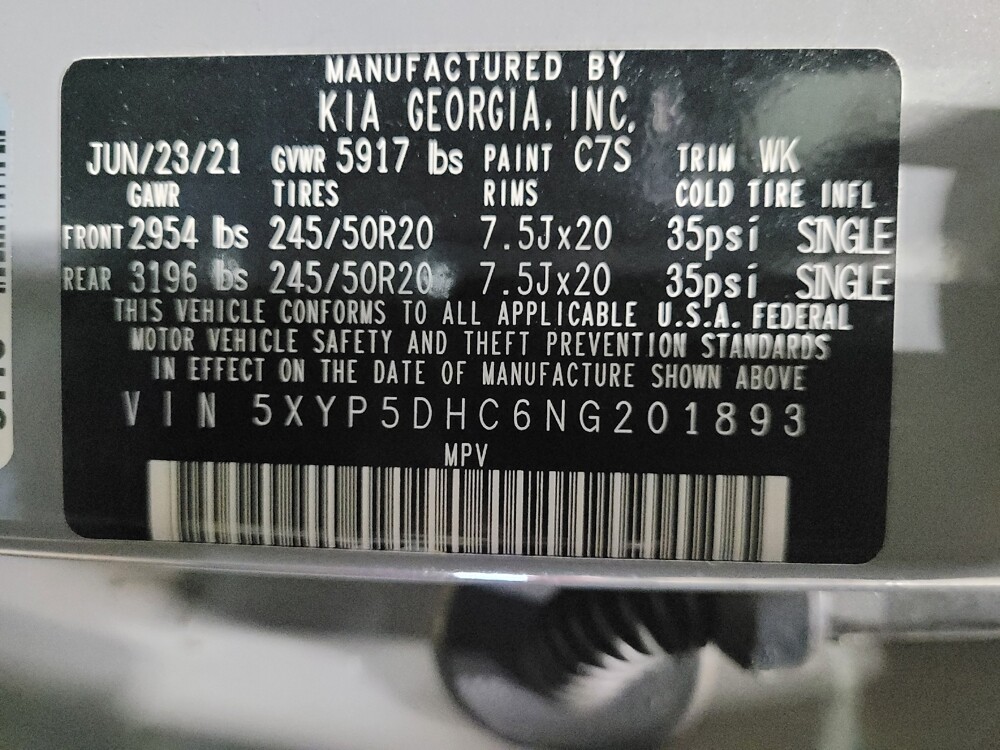 MANUFACTURED BY
KIA GEORGIA, INC.
JUN/23/21 GVWR 5917 lbs PAINT C7S TRIM WK
GAWR TIRES RIMS COLD TIRE INFL
FRONT 2954 lbs 245/50R20 7.5Jx20 35psi SINGLE
REAR 3196 lbs 245/50R20 7.5Jx20 35psi SINGLE
THIS VEHICLE CONFORMS TO ALL APPLICABLE U.S.A. FEDERAL
MOTOR VEHICLE SAFETY AND THEFT PREVENTION STANDARDS
IN EFFECT ON THE DATE OF MANUFACTURE SHOWN ABOVE
VIN 5XYP5DHC6NG201893
MPV